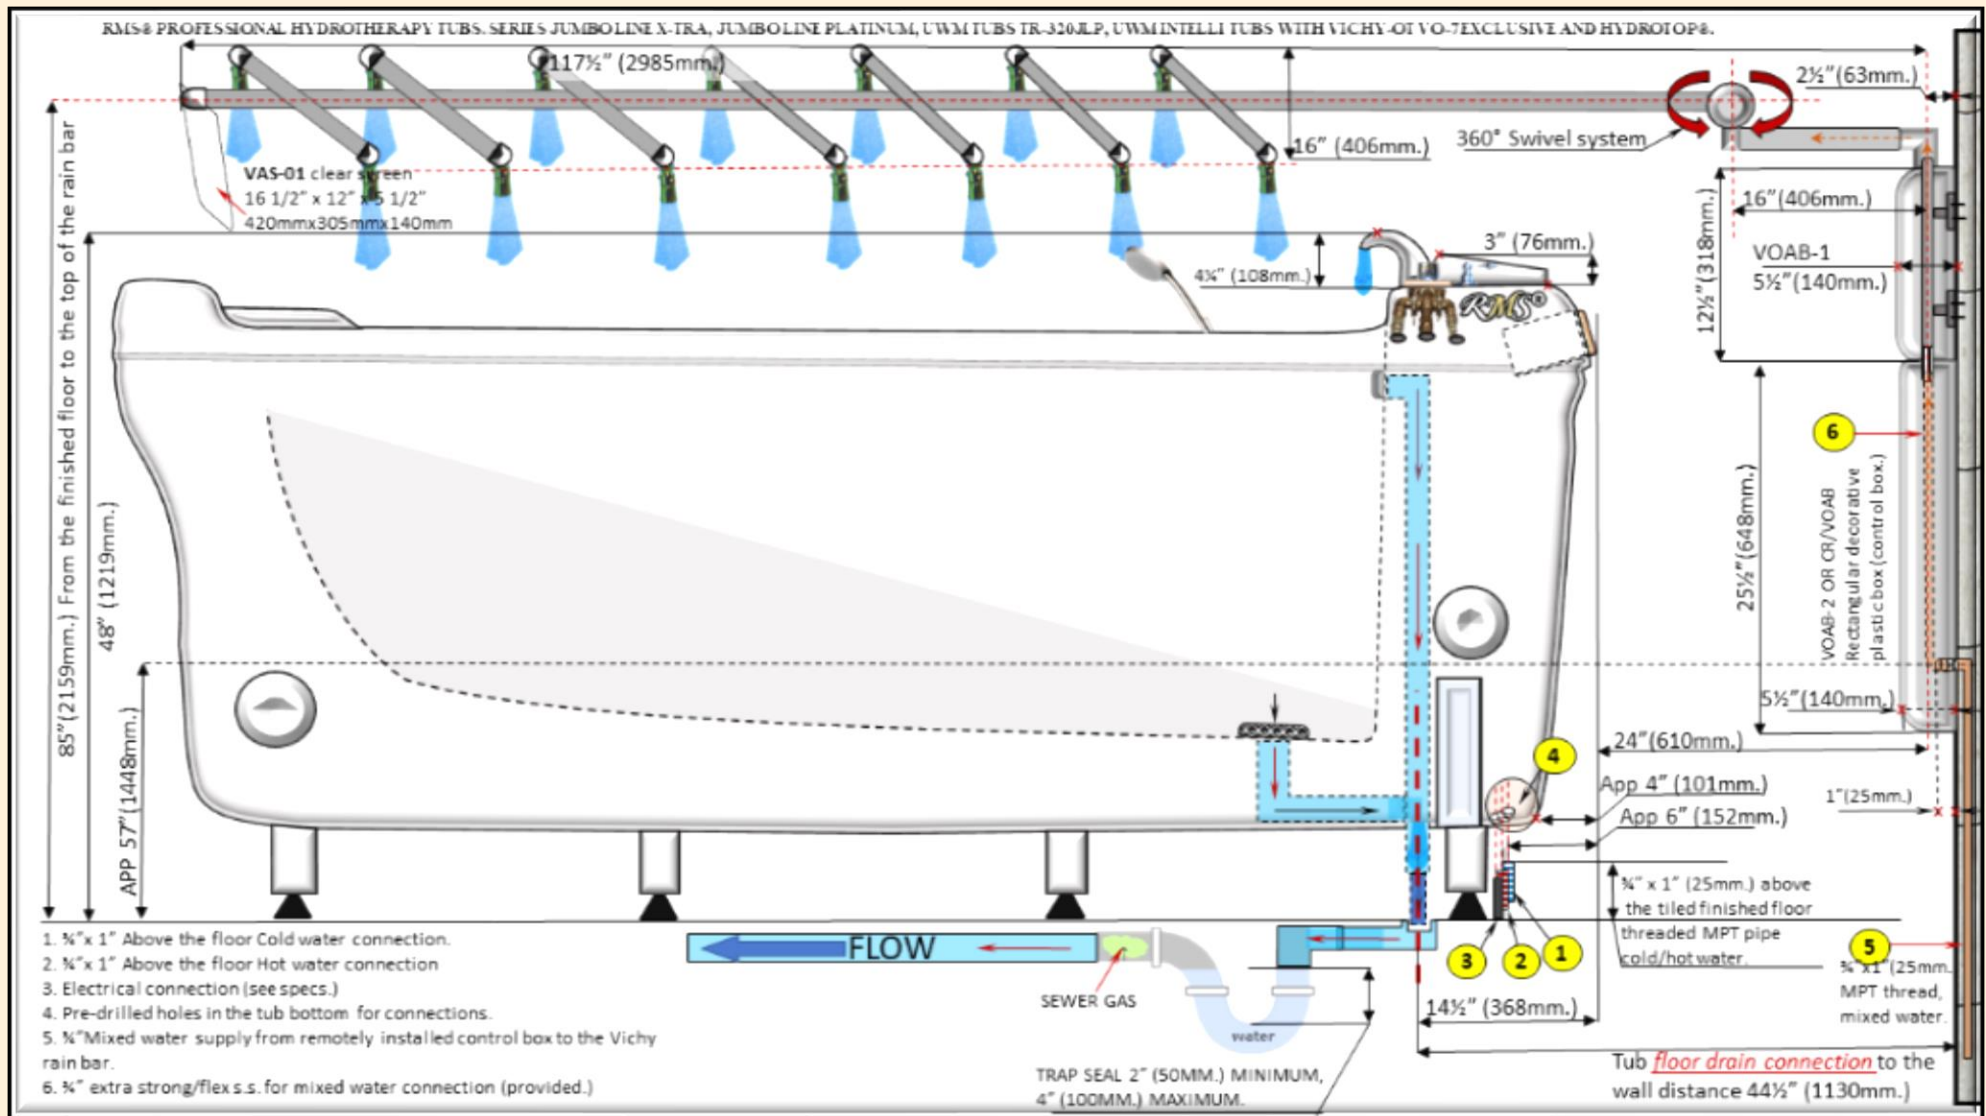 RMS® PROFESSIONAL HYDROTHERAPY TUBS. SERIES JUMBO LINE X-TRA, JUMBO LINE PLATINUM, UWM TUBS TR-320JLP, UWM INTELLI TUBS WITH VICHY-OT VO-7EXCLUSIVE AND HYDROTOP®.
117½" (2985mm.)
2½"(63mm.)
16" (406mm.)
360° Swivel system
VAS-01 clear screen
16 1/2" x 12" x 5 1/2"
420mmx305mmx140mm
16"(406mm.)
12½"(318mm.)
VOAB-1
5½"(140mm.)
3" (76mm.)
4¼" (108mm.)
RMS®
85"(2159mm.) From the finished floor to the top of the rain bar
48" (1219mm.)
APP 57"(1448mm.)
6
25½"(648mm.)
VOAB-2 OR CR/VOAB
Rectangular decorative
plastic box (control box.)
5½"(140mm.)
24"(610mm.)
4
App 4" (101mm.)
1"(25mm.)
App 6" (152mm.)
¾" x 1" (25mm.) above
the tiled finished floor
threaded MPT pipe
cold/hot water.
3
2
1
5
¾"x1"(25mm.
MPT thread,
mixed water.
FLOW
SEWER GAS
water
14½" (368mm.)
TRAP SEAL 2" (50MM.) MINIMUM,
4" (100MM.) MAXIMUM.
Tub floor drain connection to the
wall distance 44½" (1130mm.)
1. ¾"x 1" Above the floor Cold water connection.
2. ¾"x 1" Above the floor Hot water connection
3. Electrical connection (see specs.)
4. Pre-drilled holes in the tub bottom for connections.
5. ¾"Mixed water supply from remotely installed control box to the Vichy
rain bar.
6. ¾" extra strong/flex s.s. for mixed water connection (provided.)